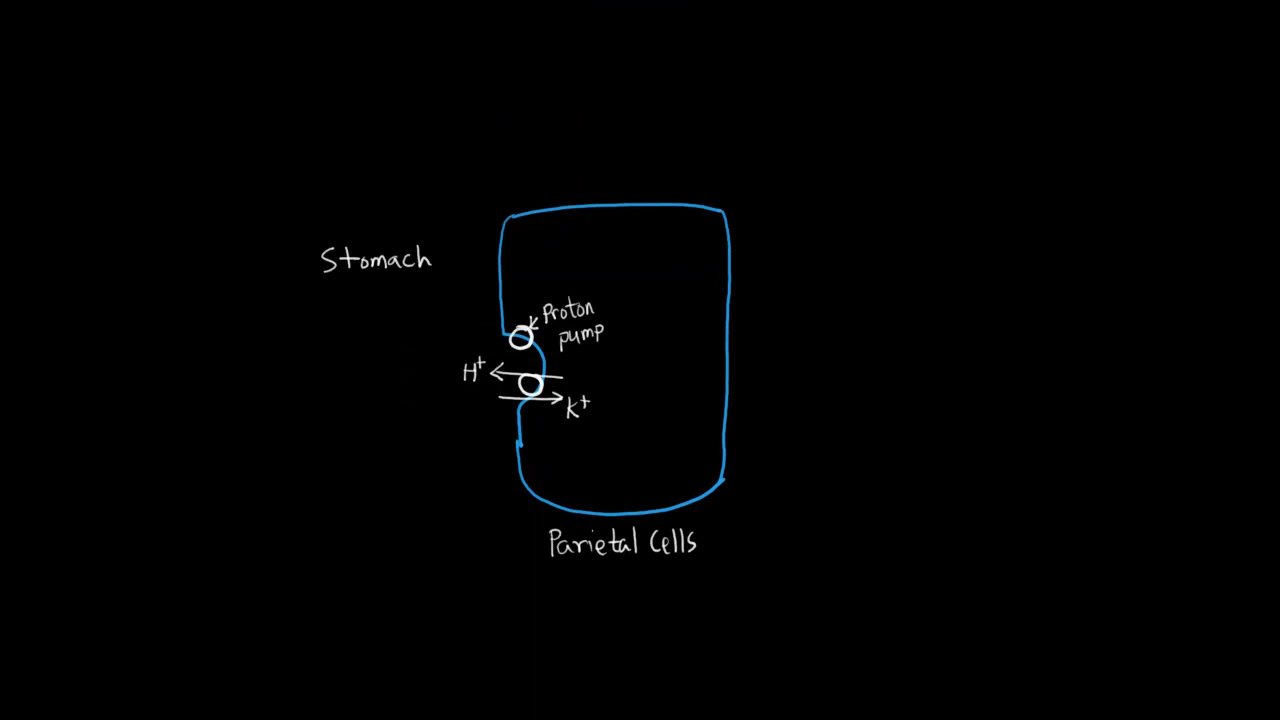 Stomach
Proton
pump
H+
K+
Parietal Cells